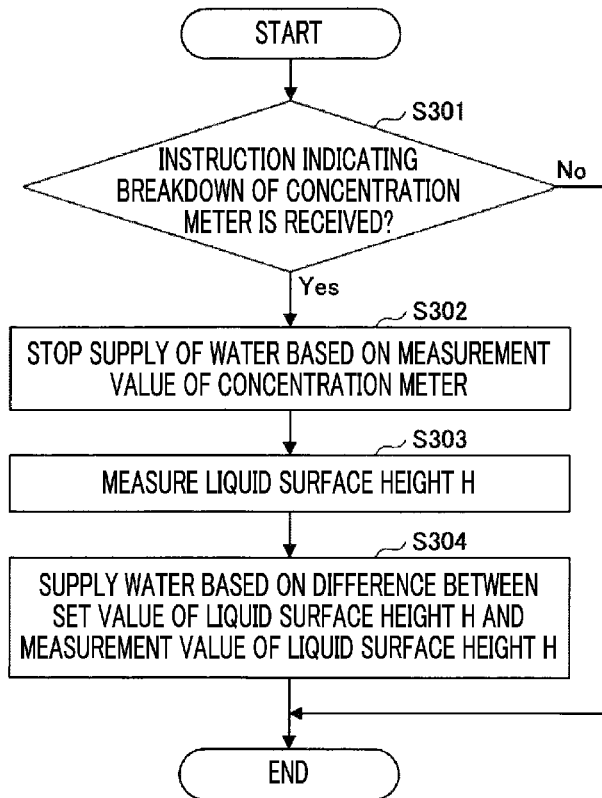 START
S301
INSTRUCTION INDICATING
BREAKDOWN OF CONCENTRATION
METER IS RECEIVED?
No
Yes
S302
STOP SUPPLY OF WATER BASED ON MEASUREMENT
VALUE OF CONCENTRATION METER
S303
MEASURE LIQUID SURFACE HEIGHT H
S304
SUPPLY WATER BASED ON DIFFERENCE BETWEEN
SET VALUE OF LIQUID SURFACE HEIGHT H AND
MEASUREMENT VALUE OF LIQUID SURFACE HEIGHT H
END